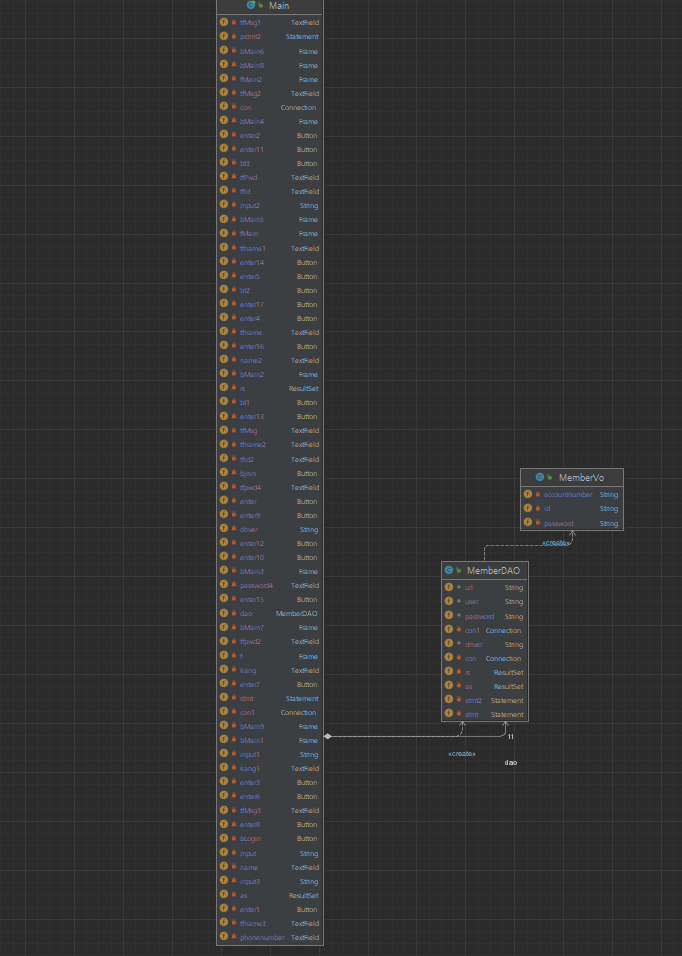 Main
tfMsg1 TextField
pstmt2 Statement
bMain6 Frame
bMain8 Frame
fMain2 Frame
tfMsg2 TextField
con Connection
bMain4 Frame
enter2 Button
enter11 Button
bt3 Button
tfPwd TextField
tfId TextField
input2 String
bMain5 Frame
fMain Frame
tfname1 TextField
enter14 Button
enter5 Button
bt2 Button
enter17 Button
enter4 Button
tfname TextField
enter16 Button
name2 TextField
bMain2 Frame
rs ResultSet
bt1 Button
enter13 Button
tfMsg TextField
tfname2 TextField
tfid2 TextField
bjoin Button
tfpwd4 TextField
enter Button
enter9 Button
driver String
enter12 Button
enter10 Button
bMain3 Frame
password4 TextField
enter15 Button
dao MemberDAO
bMain7 Frame
tfpwd2 TextField
f Frame
kang TextField
enter7 Button
stmt Statement
con1 Connection
bMain9 Frame
bMain1 Frame
input1 String
kang1 TextField
enter3 Button
enter6 Button
tfMsg3 TextField
enter8 Button
bLogin Button
input String
name TextField
input3 String
as ResultSet
enter1 Button
tfname3 TextField
phonenumber TextField
MemberVo
accountnumber String
id String
password String
«create»
MemberDAO
url String
user String
password String
con1 Connection
driver String
con Connection
rs ResultSet
as ResultSet
stmt2 Statement
stmt Statement
1
1
«create»
dao